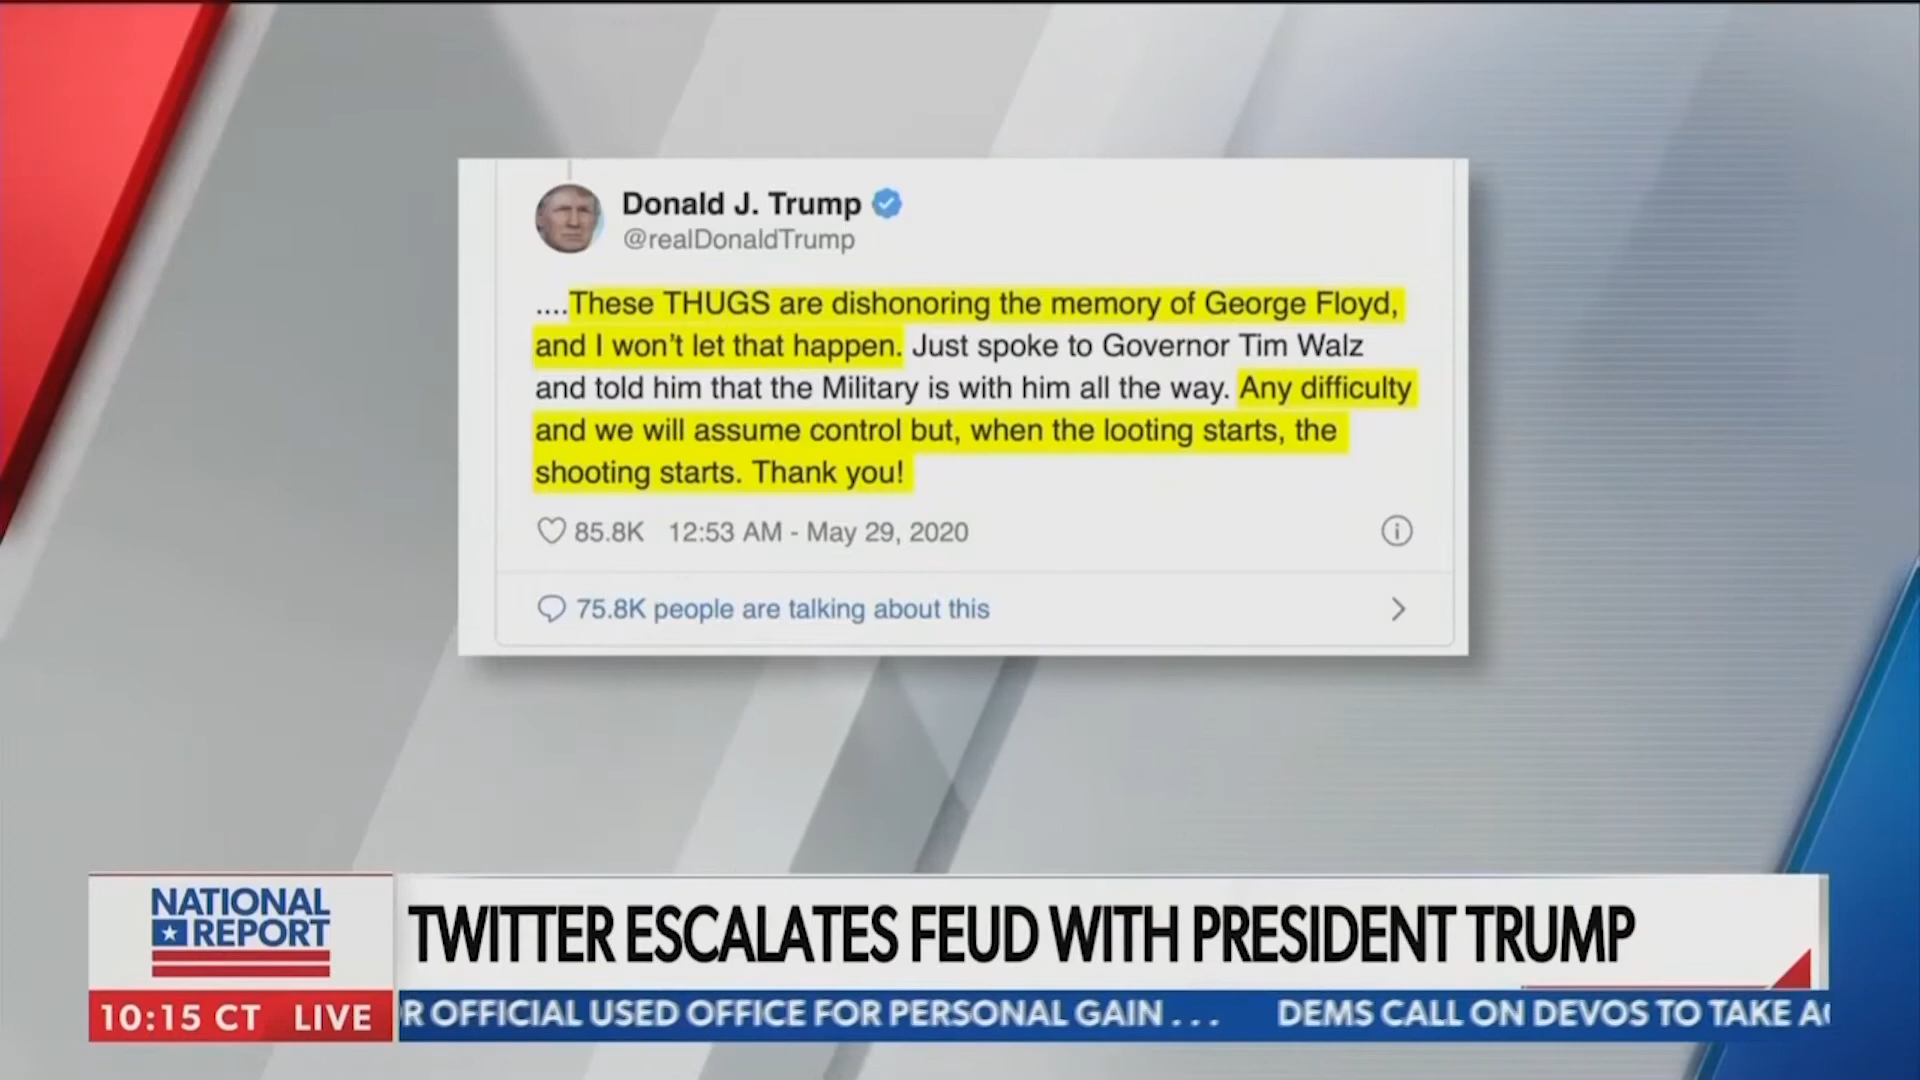 Donald J. Trump
@realDonaldTrump
....These THUGS are dishonoring the memory of George Floyd,
and I won't let that happen. Just spoke to Governor Tim Walz
and told him that the Military is with him all the way. Any difficulty
and we will assume control but, when the looting starts, the
shooting starts. Thank you!
85.8K 12:53 AM - May 29, 2020
75.8K people are talking about this
NATIONAL
REPORT
TWITTER ESCALATES FEUD WITH PRESIDENT TRUMP
10:15 CT LIVE
R OFFICIAL USED OFFICE FOR PERSONAL GAIN . . . DEMS CALL ON DEVOS TO TAKE A